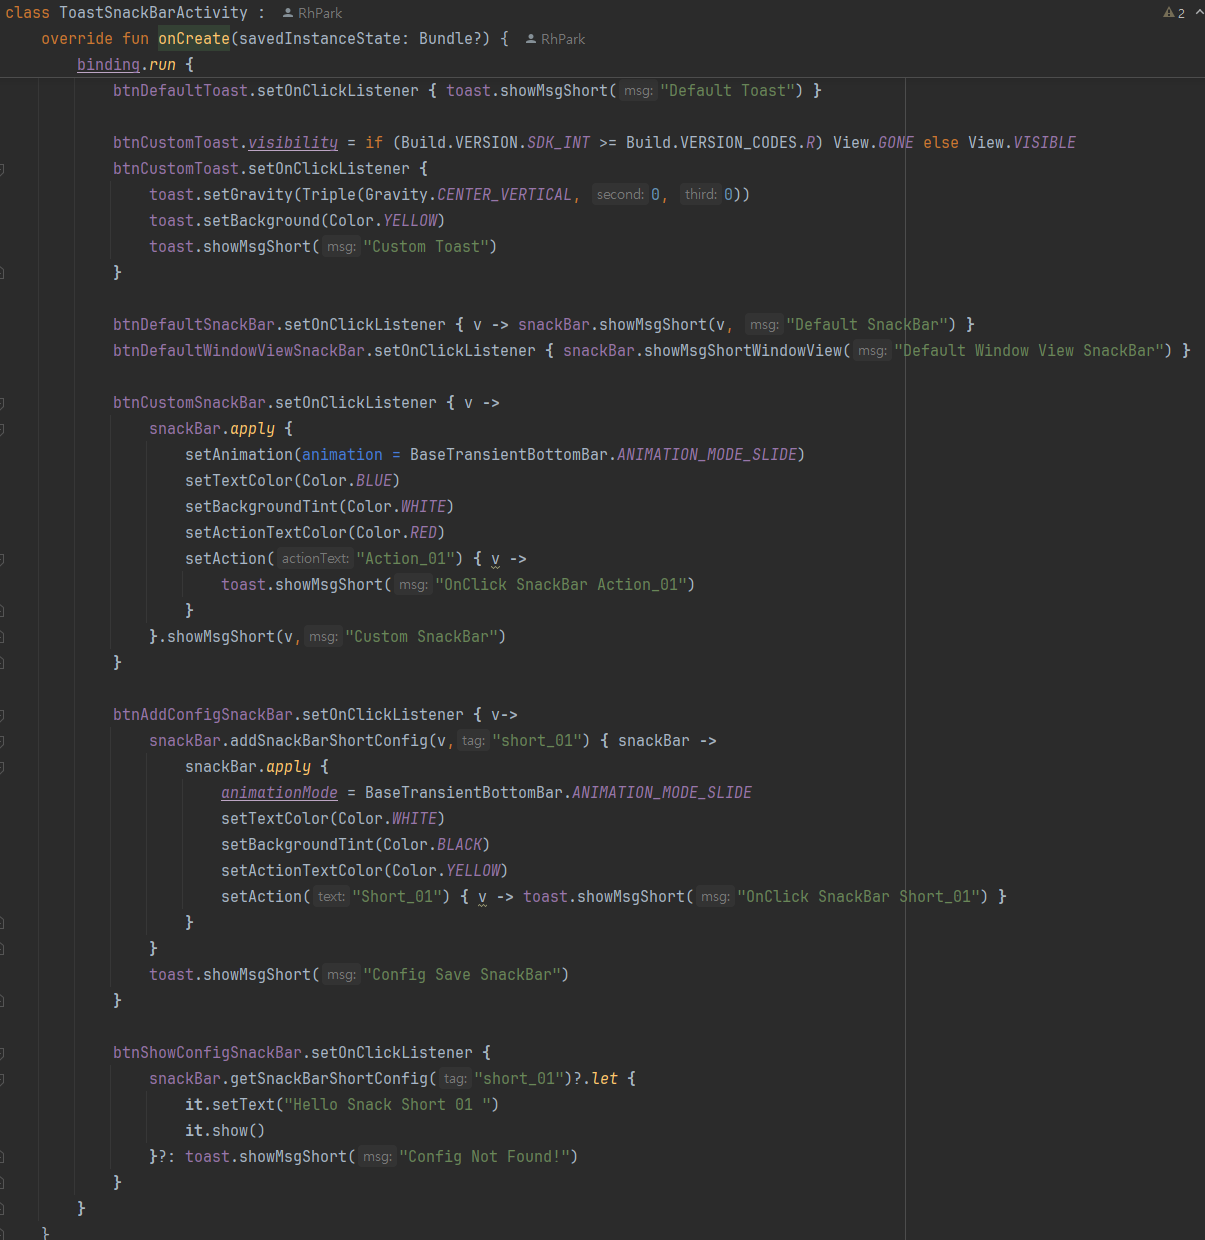 class ToastSnackBarActivity : RhPark
2
override fun onCreate(savedInstanceState: Bundle?) { RhPark
binding.run {
btnDefaultToast.setOnClickListener { toast.showMsgShort( msg: "Default Toast") }
btnCustomToast.visibility = if (Build.VERSION.SDK_INT >= Build.VERSION_CODES.R) View.GONE else View.VISIBLE
btnCustomToast.setOnClickListener {
toast.setGravity(Triple(Gravity.CENTER_VERTICAL, second: 0, third: 0))
toast.setBackground(Color.YELLOW)
toast.showMsgShort( msg: "Custom Toast")
}
btnDefaultSnackBar.setOnClickListener { v -> snackBar.showMsgShort(v, msg: "Default SnackBar") }
btnDefaultWindowViewSnackBar.setOnClickListener { snackBar.showMsgShortWindowView( msg: "Default Window View SnackBar") }
btnCustomSnackBar.setOnClickListener { v ->
snackBar.apply {
setAnimation(animation = BaseTransientBottomBar.ANIMATION_MODE_SLIDE)
setTextColor(Color.BLUE)
setBackgroundTint(Color.WHITE)
setActionTextColor(Color.RED)
setAction( actionText: "Action_01") { v ->
toast.showMsgShort( msg: "OnClick SnackBar Action_01")
}
}.showMsgShort(v, msg: "Custom SnackBar")
}
btnAddConfigSnackBar.setOnClickListener { v->
snackBar.addSnackBarShortConfig(v, tag: "short_01") { snackBar ->
snackBar.apply {
animationMode = BaseTransientBottomBar.ANIMATION_MODE_SLIDE
setTextColor(Color.WHITE)
setBackgroundTint(Color.BLACK)
setActionTextColor(Color.YELLOW)
setAction( text: "Short_01") { v -> toast.showMsgShort( msg: "OnClick SnackBar Short_01") }
}
}
toast.showMsgShort( msg: "Config Save SnackBar")
}
btnShowConfigSnackBar.setOnClickListener {
snackBar.getSnackBarShortConfig( tag: "short_01")?.let {
it.setText("Hello Snack Short 01 ")
it.show()
}?: toast.showMsgShort( msg: "Config Not Found!")
}
}
}